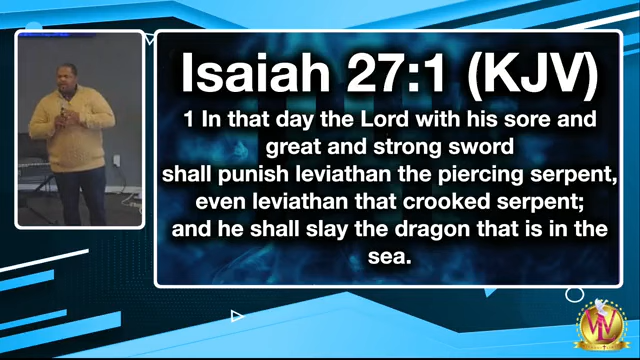 Isaiah 27:1 (KJV)
1 In that day the Lord with his sore and
great and strong sword
shall punish leviathan the piercing serpent,
even leviathan that crooked serpent;
and he shall slay the dragon that is in the
sea.